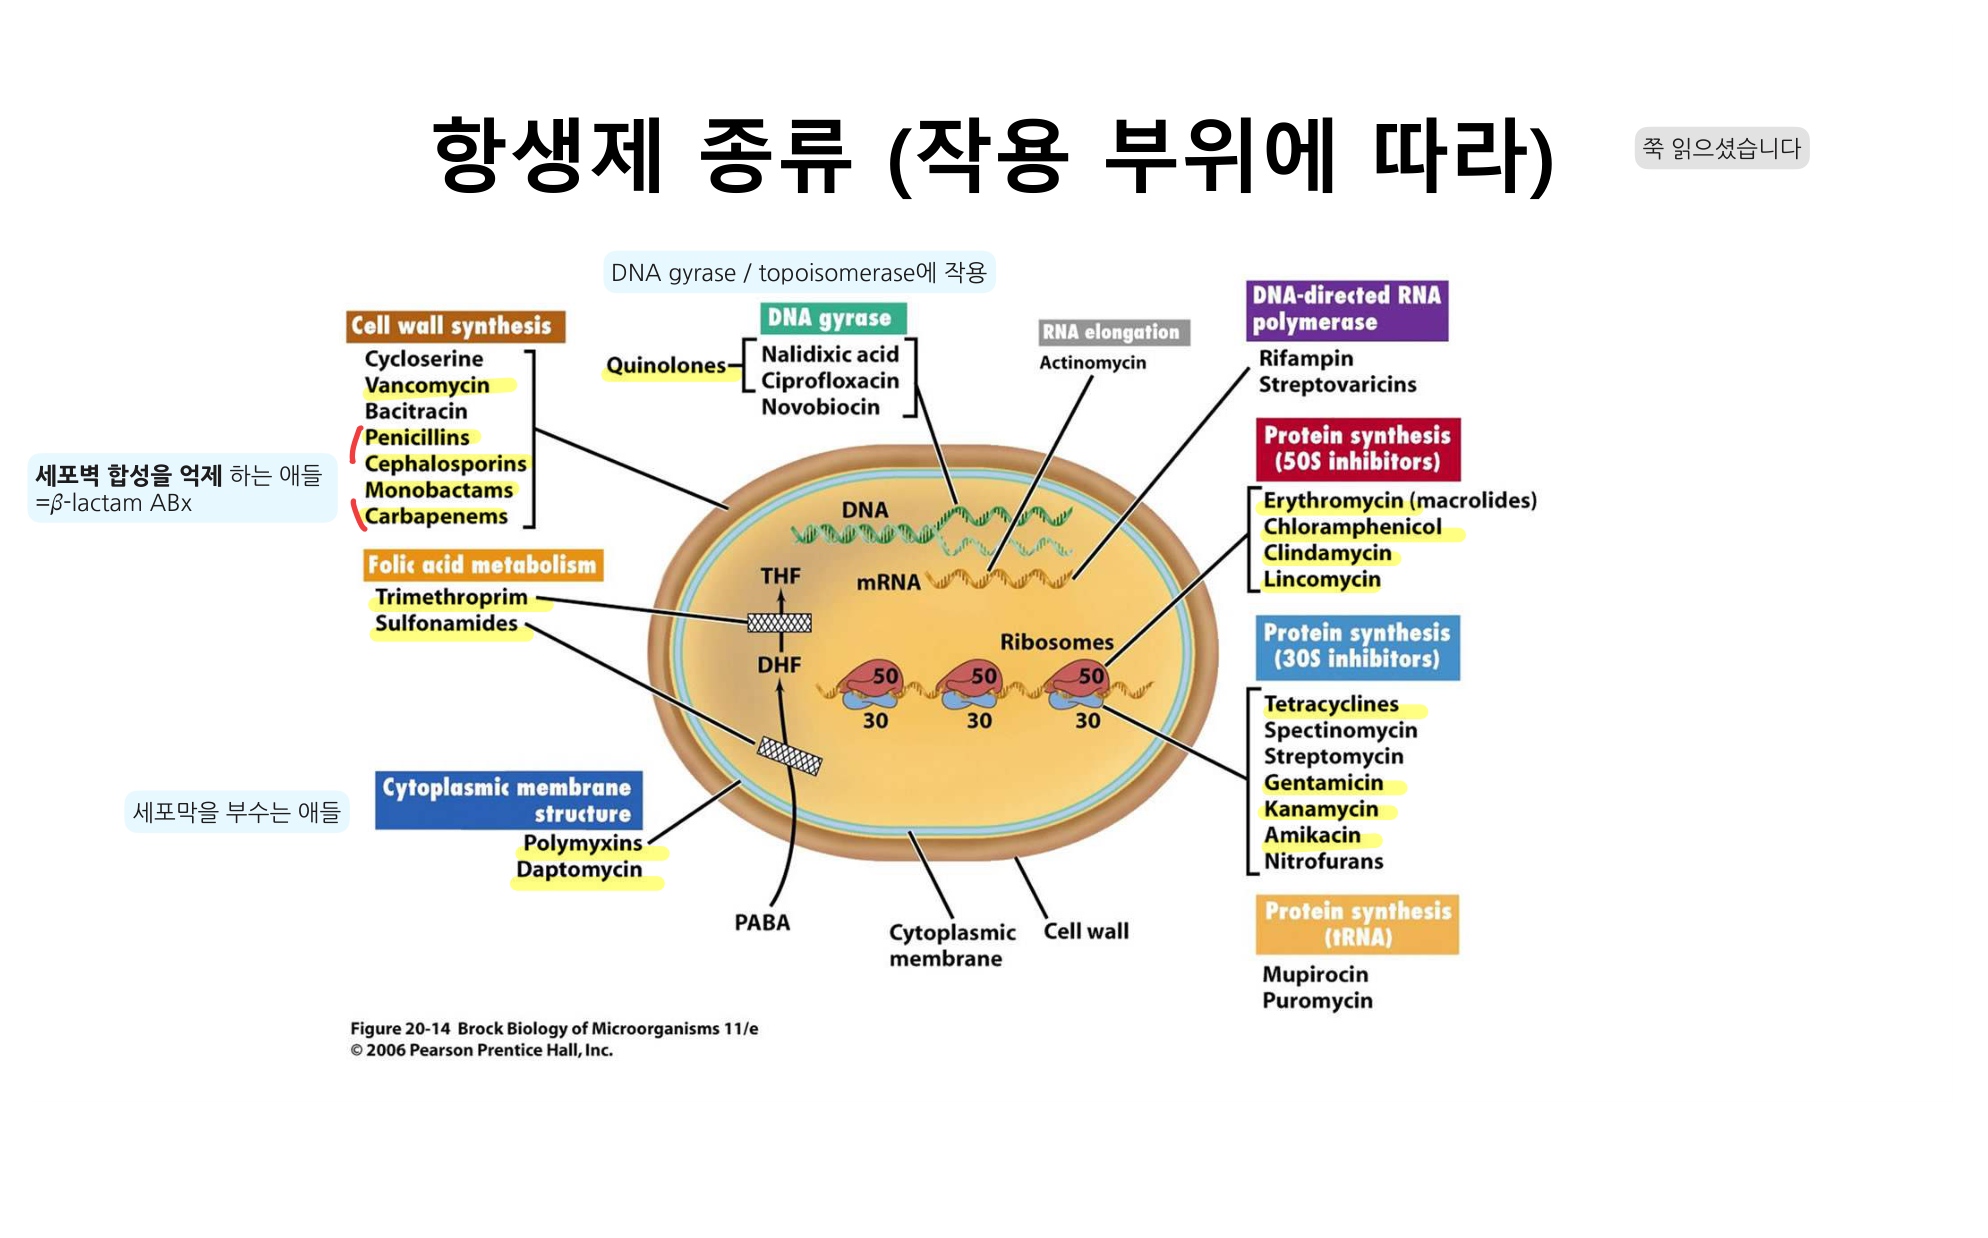 항생제 종류 (작용 부위에 따라)
쭉 읽으셨습니다
DNA gyrase / topoisomerase에 작용
Cell wall synthesis
Cycloserine
Vancomycin
Bacitracin
Penicillins
Cephalosporins
Monobactams
Carbapenems
세포벽 합성을 억제 하는 애들
=β-lactam ABx
Folic acid metabolism
Trimethroprim
Sulfonamides
세포막을 부수는 애들
Cytoplasmic membrane
structure
Polymyxins
Daptomycin
DNA gyrase
Quinolones
Nalidixic acid
Ciprofloxacin
Novobiocin
RNA elongation
Actinomycin
DNA-directed RNA
polymerase
Rifampin
Streptovaricins
Protein synthesis
(50S inhibitors)
Erythromycin (macrolides)
Chloramphenicol
Clindamycin
Lincomycin
Protein synthesis
(30S inhibitors)
Tetracyclines
Spectinomycin
Streptomycin
Gentamicin
Kanamycin
Amikacin
Nitrofurans
Protein synthesis
(tRNA)
Mupirocin
Puromycin
DNA
THF
mRNA
Ribosomes
DHF
50
50
50
30
30
30
PABA
Cytoplasmic
membrane
Cell wall
Figure 20-14 Brock Biology of Microorganisms 11/e
© 2006 Pearson Prentice Hall, Inc.